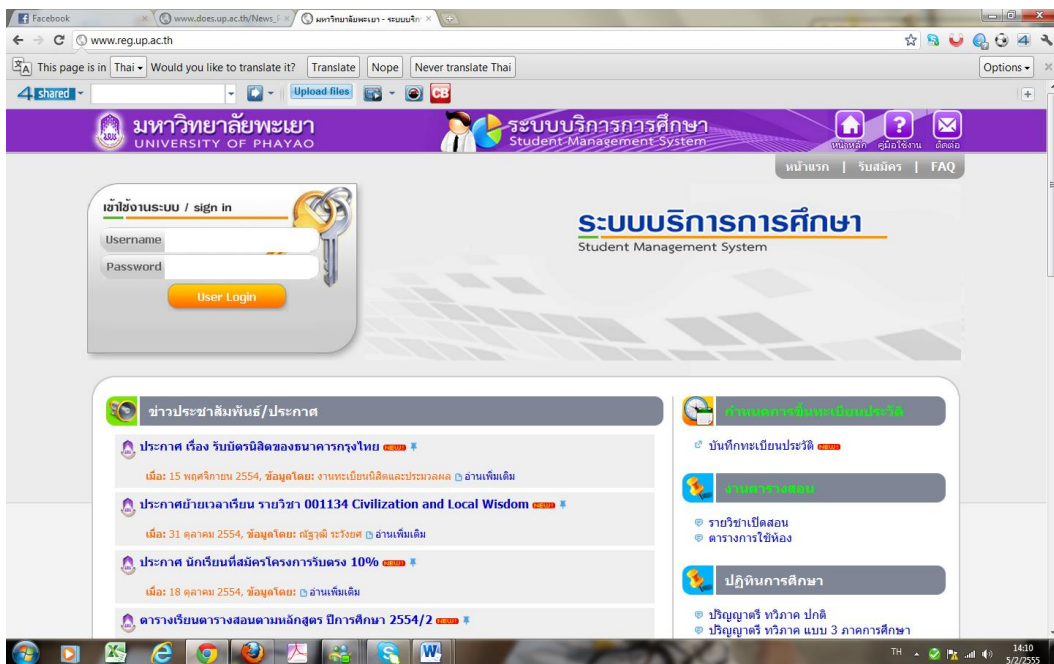 Facebook
www.does.up.ac.th/News_F
มหาวิทยาลัยพะเยา - ระบบบริก
www.reg.up.ac.th
This page is in Thai Would you like to translate it? Translate Nope Never translate Thai Options
4 shared Upload files CB
มหาวิทยาลัยพะเยา
UNIVERSITY OF PHAYAO
ระบบบริการการศึกษา
Student Management System
หน้าหลัก คู่มือใช้งาน ติดต่อ
หน้าแรก | รับสมัคร | FAQ
เข้าใช้งานระบบ / sign in
Username
Password
User Login
ระบบบริการการศึกษา
Student Management System
ข่าวประชาสัมพันธ์/ประกาศ
ประกาศ เรื่อง รับบัตรนิสิตของธนาคารกรุงไทย NEW!!
เมื่อ: 15 พฤศจิกายน 2554, ข้อมูลโดย: งานทะเบียนนิสิตและประมวลผล อ่านเพิ่มเติม
ประกาศย้ายเวลาเรียน รายวิชา 001134 Civilization and Local Wisdom NEW!!
เมื่อ: 31 ตุลาคม 2554, ข้อมูลโดย: ณัฐวุฒิ ระวังยศ อ่านเพิ่มเติม
ประกาศ นักเรียนที่สมัครโครงการรับตรง 10% NEW!!
เมื่อ: 18 ตุลาคม 2554, ข้อมูลโดย: อ่านเพิ่มเติม
ตารางเรียนตารางสอนตามหลักสูตร ปีการศึกษา 2554/2 NEW!!
กำหนดการขึ้นทะเบียนประวัติ
บันทึกทะเบียนประวัติ NEW!!
งานตารางสอน
รายวิชาเปิดสอน
ตารางการใช้ห้อง
ปฏิทินการศึกษา
ปริญญาตรี ทวิภาค ปกติ
ปริญญาตรี ทวิภาค แบบ 3 ภาคการศึกษา
TH 14:10
5/2/2555